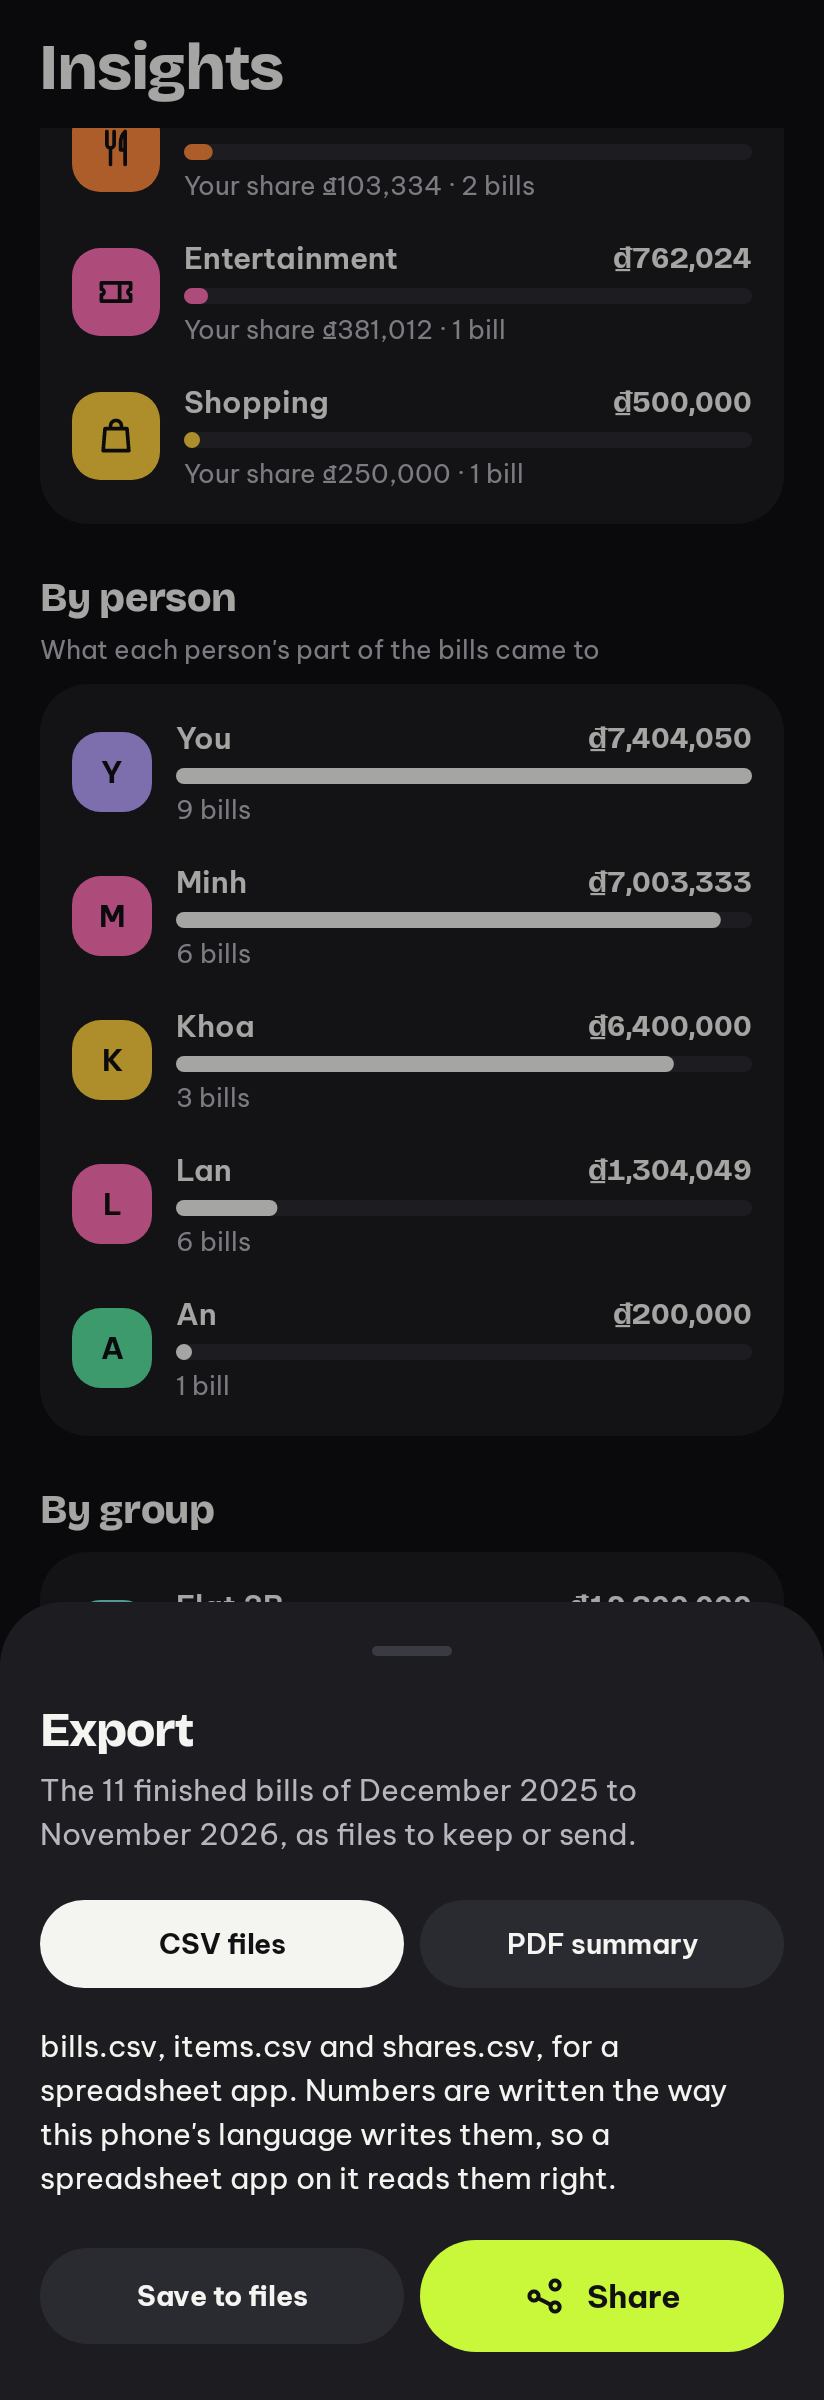 Insights
Your share ₫103,334 · 2 bills
Entertainment ₫762,024
Your share ₫381,012 · 1 bill
Shopping ₫500,000
Your share ₫250,000 · 1 bill
By person
What each person's part of the bills came to
Y You ₫7,404,050
9 bills
M Minh ₫7,003,333
6 bills
K Khoa ₫6,400,000
3 bills
L Lan ₫1,304,049
6 bills
A An ₫200,000
1 bill
By group
Export
The 11 finished bills of December 2025 to
November 2026, as files to keep or send.
CSV files PDF summary
bills.csv, items.csv and shares.csv, for a
spreadsheet app. Numbers are written the way
this phone's language writes them, so a
spreadsheet app on it reads them right.
Save to files Share